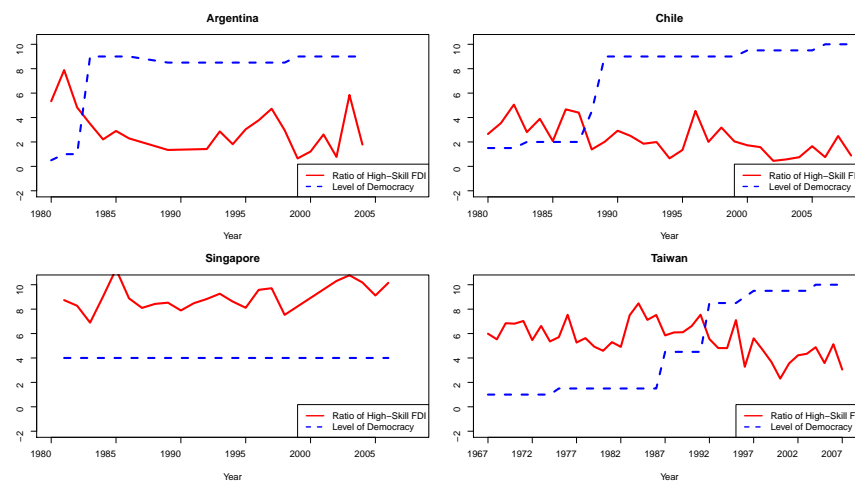 Argentina
10
8
6
4
2
0
−2
1980 1985 1990 1995 2000 2005
Year
Ratio of High−Skill FDI
Level of Democracy
Chile
10
8
6
4
2
0
−2
1980 1985 1990 1995 2000 2005
Year
Ratio of High−Skill FDI
Level of Democracy
Singapore
10
8
6
4
2
0
−2
1980 1985 1990 1995 2000 2005
Year
Ratio of High−Skill FDI
Level of Democracy
Taiwan
10
8
6
4
2
0
−2
1967 1972 1977 1982 1987 1992 1997 2002 2007
Year
Ratio of High−Skill FDI
Level of Democracy